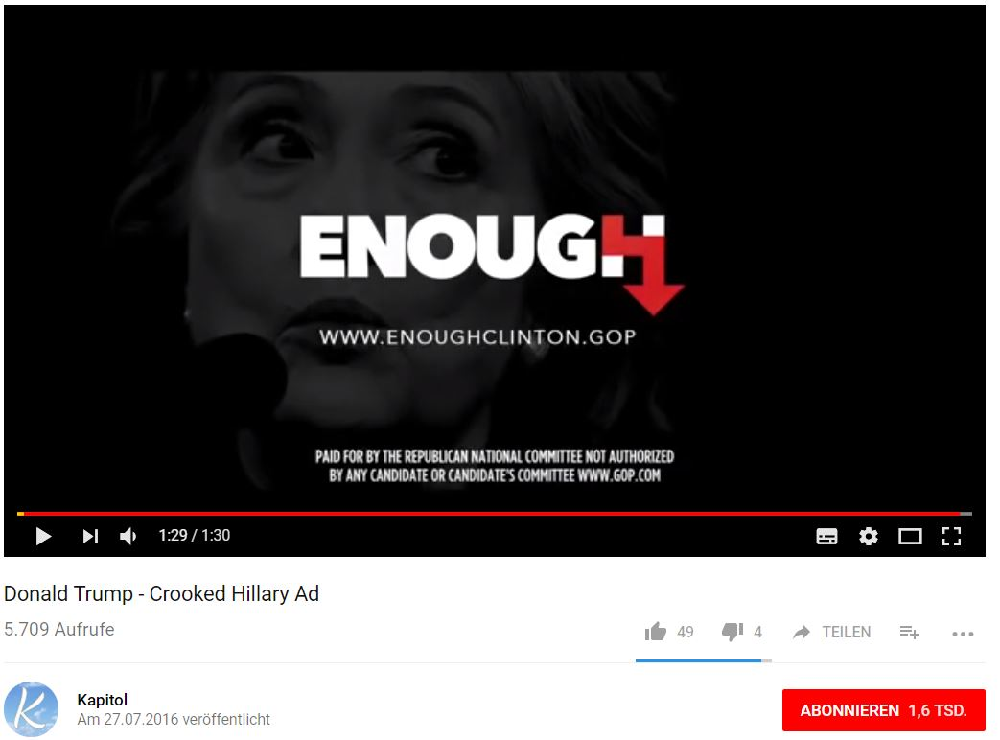 ENOUGH
WWW.ENOUGHCLINTON.GOP
PAID FOR BY THE REPUBLICAN NATIONAL COMMITTEE NOT AUTHORIZED
BY ANY CANDIDATE OR CANDIDATE'S COMMITTEE WWW.GOP.COM
1:29 / 1:30
Donald Trump - Crooked Hillary Ad
5.709 Aufrufe
49 4 TEILEN
K
Kapitol
Am 27.07.2016 veröffentlicht
ABONNIEREN 1,6 TSD.